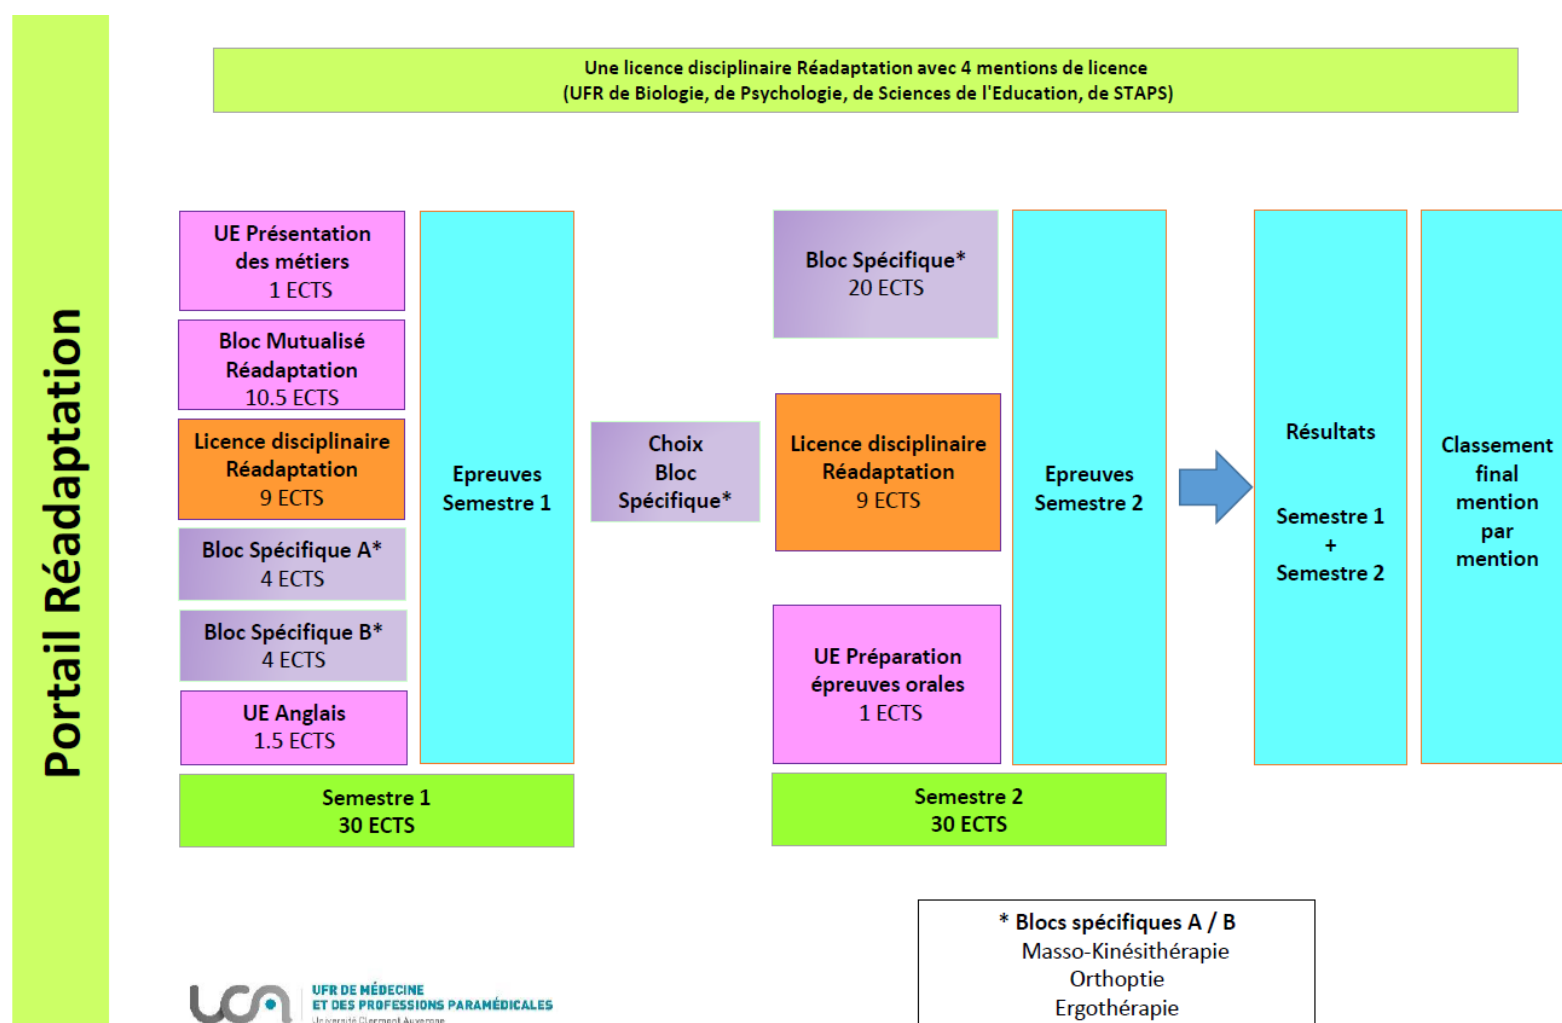 Portail Réadaptation
Une licence disciplinaire Réadaptation avec 4 mentions de licence
(UFR de Biologie, de Psychologie, de Sciences de l'Education, de STAPS)
UE Présentation
des métiers
1 ECTS
Bloc Mutualisé
Réadaptation
10.5 ECTS
Licence disciplinaire
Réadaptation
9 ECTS
Bloc Spécifique A*
4 ECTS
Bloc Spécifique B*
4 ECTS
UE Anglais
1.5 ECTS
Epreuves
Semestre 1
Semestre 1
30 ECTS
Choix
Bloc
Spécifique*
Bloc Spécifique*
20 ECTS
Licence disciplinaire
Réadaptation
9 ECTS
UE Préparation
épreuves orales
1 ECTS
Epreuves
Semestre 2
Semestre 2
30 ECTS
Résultats
Semestre 1
+
Semestre 2
Classement
final
mention
par
mention
* Blocs spécifiques A / B
Masso-Kinésithérapie
Orthoptie
Ergothérapie
UCA
UFR DE MÉDECINE
ET DES PROFESSIONS PARAMÉDICALES
Université Clermont Auvergne